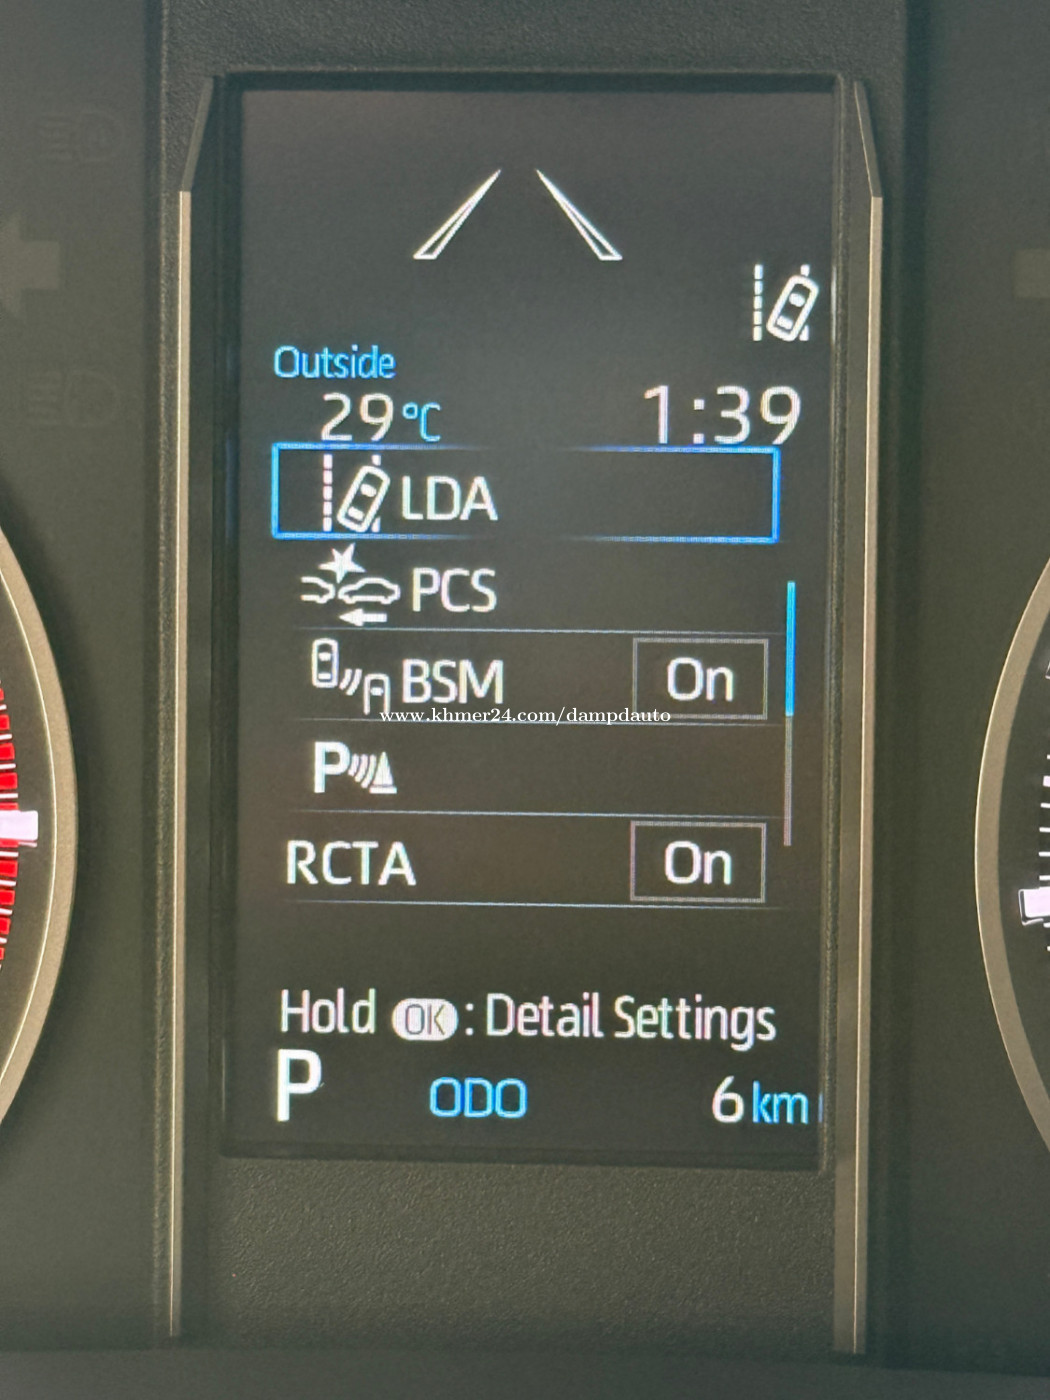 Outside
29°C 1:39
LDA
PCS
BSM On
www.khmer24.com/dampdauto
P
RCTA On
Hold OK : Detail Settings
P ODO 6 km